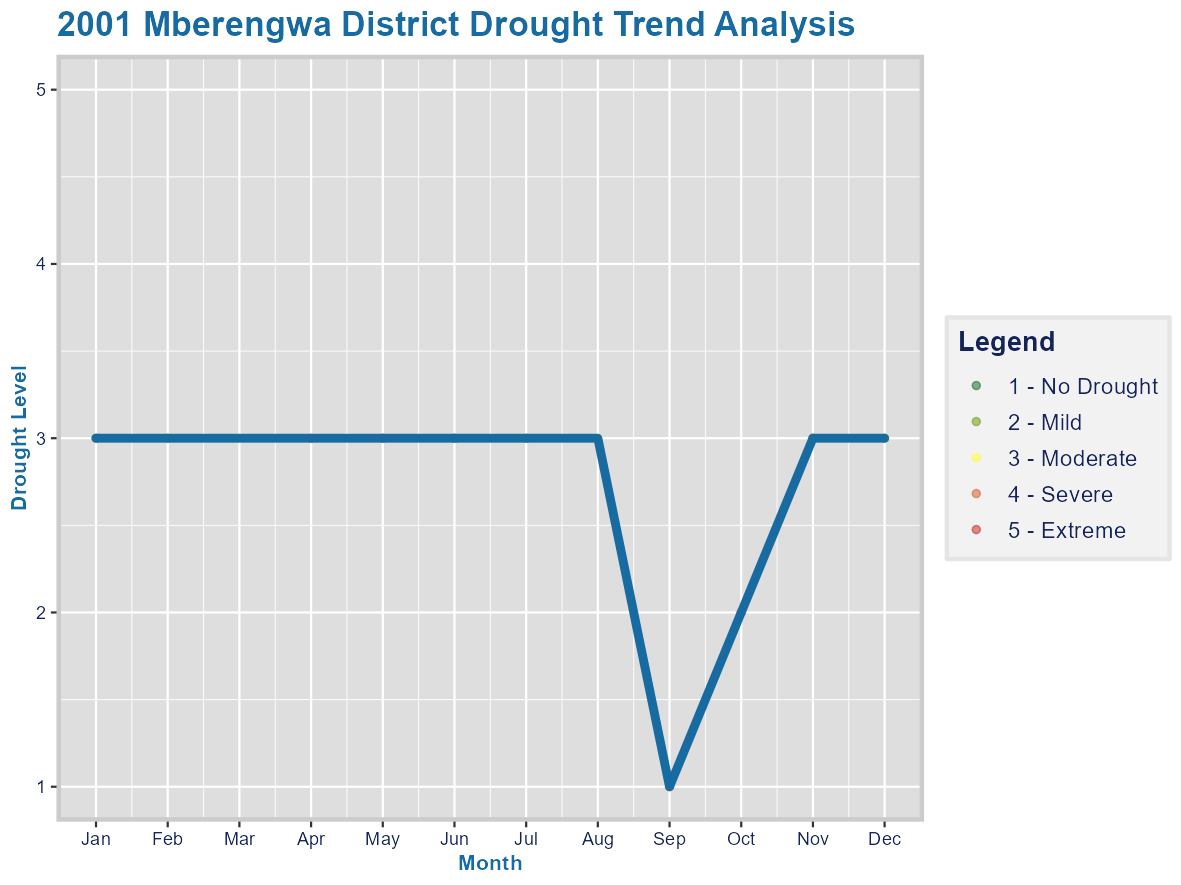 2001 Mberengwa District Drought Trend Analysis
5
4
3
2
1
Drought Level
Jan Feb Mar Apr May Jun Jul Aug Sep Oct Nov Dec
Month
Legend
1 - No Drought
2 - Mild
3 - Moderate
4 - Severe
5 - Extreme